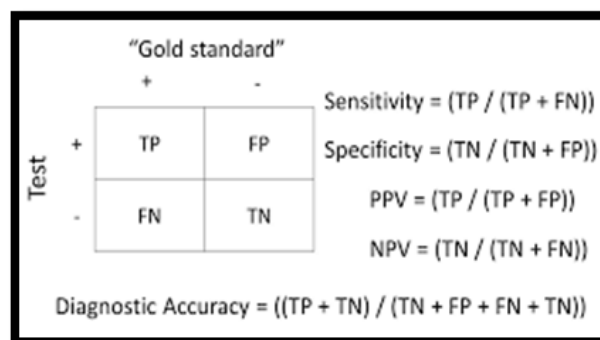 “Gold standard”
+ -
Sensitivity = (TP / (TP + FN))
Test + TP FP
Specificity = (TN / (TN + FP))
PPV = (TP / (TP + FP))
- FN TN
NPV = (TN / (TN + FN))
Diagnostic Accuracy = ((TP + TN) / (TN + FP + FN + TN))